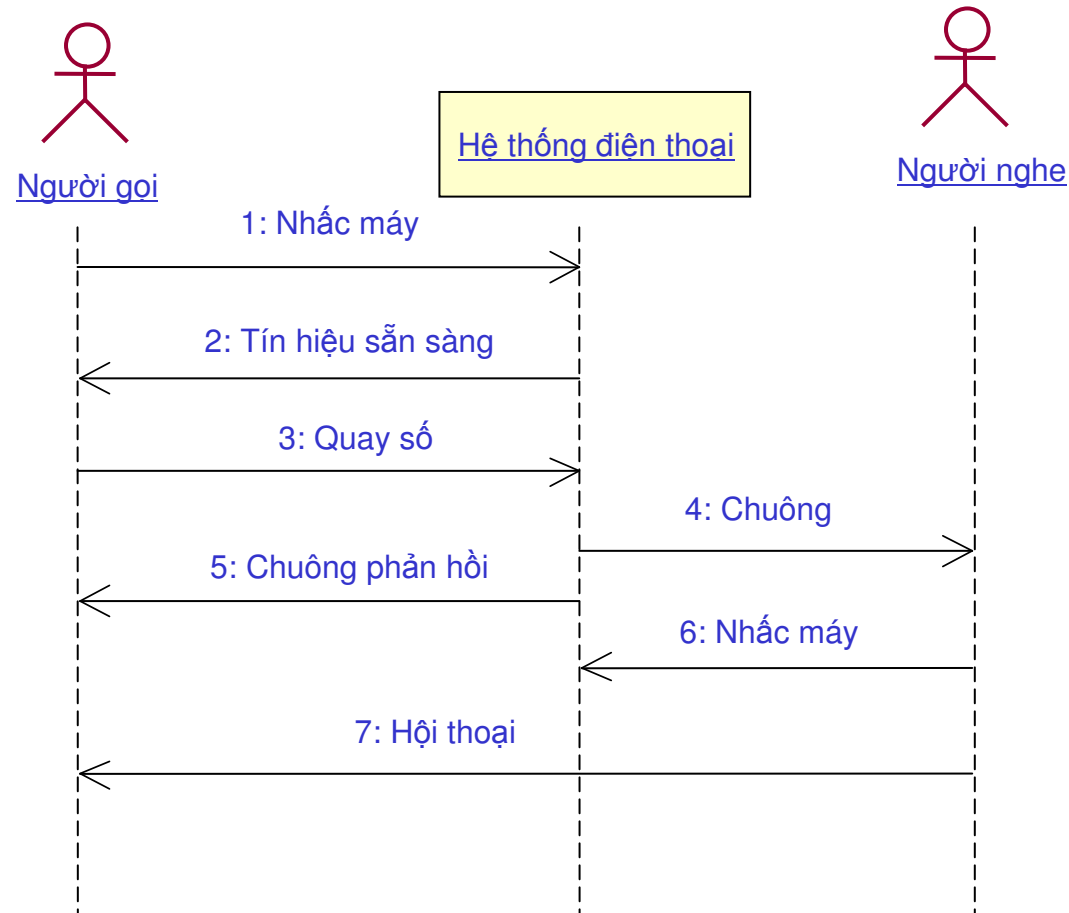 Người gọi
Hệ thống điện thoại
Người nghe
1: Nhấc máy
2: Tín hiệu sẵn sàng
3: Quay số
4: Chuông
5: Chuông phản hồi
6: Nhấc máy
7: Hội thoại